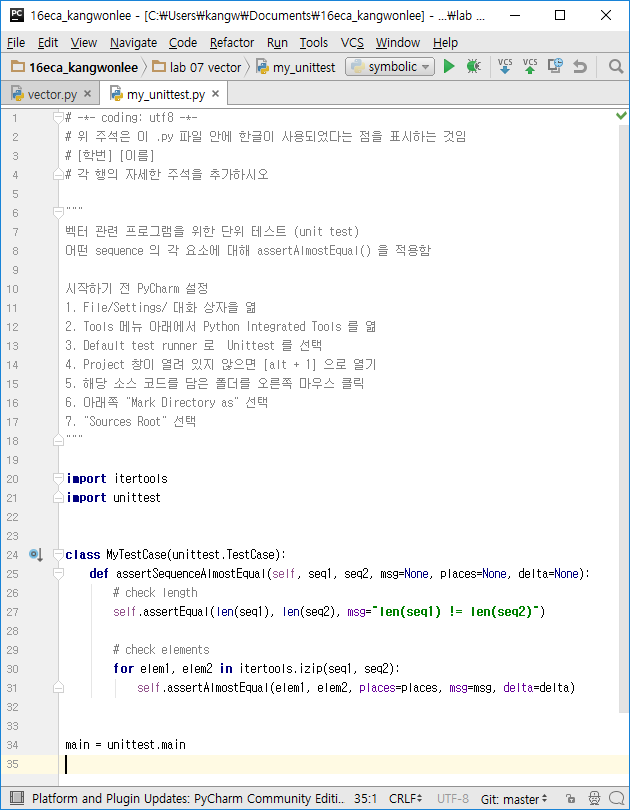 16eca_kangwonlee - [C:₩Users₩kangw₩Documents₩16eca_kangwonlee] - ...₩lab ...
File Edit View Navigate Code Refactor Run Tools VCS Window Help
16eca_kangwonlee lab 07 vector my_unittest symbolic VCS VCS
vector.py my_unittest.py
1 # -*- coding: utf8 -*-
2 # 위 주석은 이 .py 파일 안에 한글이 사용되었다는 점을 표시하는 것임
3 # [학번] [이름]
4 # 각 행의 자세한 주석을 추가하시오
5
6 """
7 벡터 관련 프로그램을 위한 단위 테스트 (unit test)
8 어떤 sequence 의 각 요소에 대해 assertAlmostEqual() 을 적용함
9
10 시작하기 전 PyCharm 설정
11 1. File/Settings/ 대화 상자을 엶
12 2. Tools 메뉴 아래에서 Python Integrated Tools 를 엶
13 3. Default test runner 로  Unittest 를 선택
14 4. Project 창이 열려 있지 않으면 [alt + 1] 으로 열기
15 5. 해당 소스 코드를 담은 폴더를 오른쪽 마우스 클릭
16 6. 아래쪽 "Mark Directory as" 선택
17 7. "Sources Root" 선택
18 """
19
20 import itertools
21 import unittest
22
23
24 class MyTestCase(unittest.TestCase):
25     def assertSequenceAlmostEqual(self, seq1, seq2, msg=None, places=None, delta=None):
26         # check length
27         self.assertEqual(len(seq1), len(seq2), msg="len(seq1) != len(seq2)")
28
29         # check elements
30         for elem1, elem2 in itertools.izip(seq1, seq2):
31             self.assertAlmostEqual(elem1, elem2, places=places, msg=msg, delta=delta)
32
33
34 main = unittest.main
35
Platform and Plugin Updates: PyCharm Community Editi... 35:1 CRLF UTF-8 Git: master